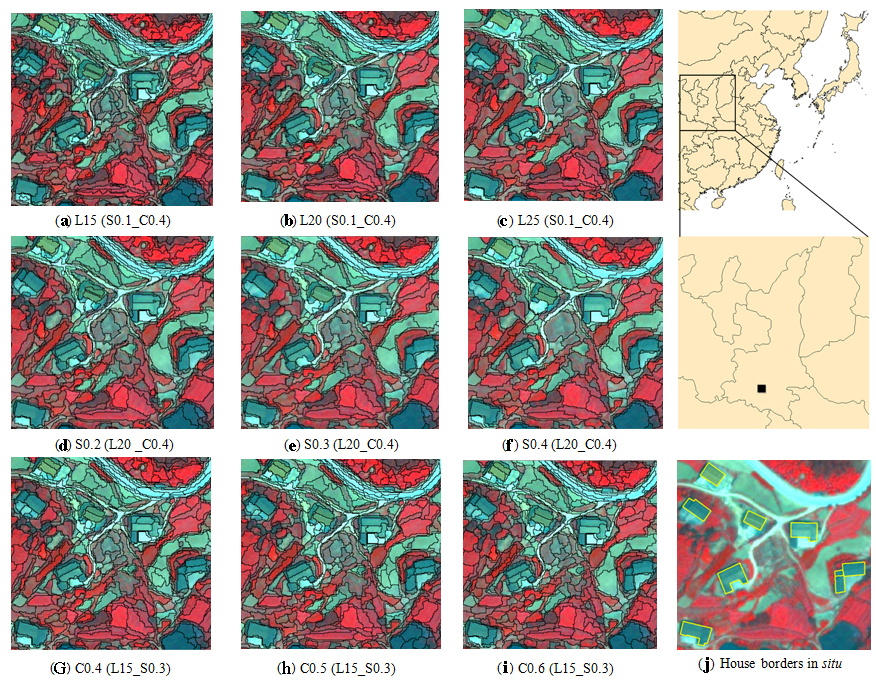 (a) L15 (S0.1_C0.4)
(b) L20 (S0.1_C0.4)
(c) L25 (S0.1_C0.4)
(d) S0.2 (L20 _C0.4)
(e) S0.3 (L20_C0.4)
(f) S0.4 (L20_C0.4)
(G) C0.4 (L15_S0.3)
(h) C0.5 (L15_S0.3)
(i) C0.6 (L15_S0.3)
(j) House borders in situ